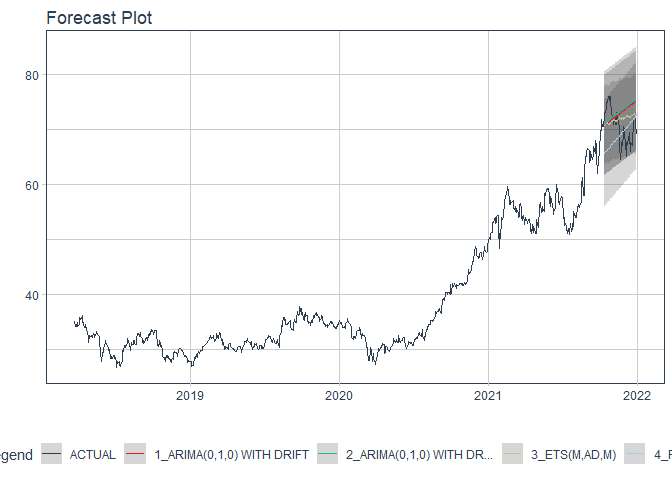 Forecast Plot
80
60
40
2019 2020 2021 2022
egend ACTUAL 1_ARIMA(0,1,0) WITH DRIFT 2_ARIMA(0,1,0) WITH DR... 3_ETS(M,AD,M) 4_F